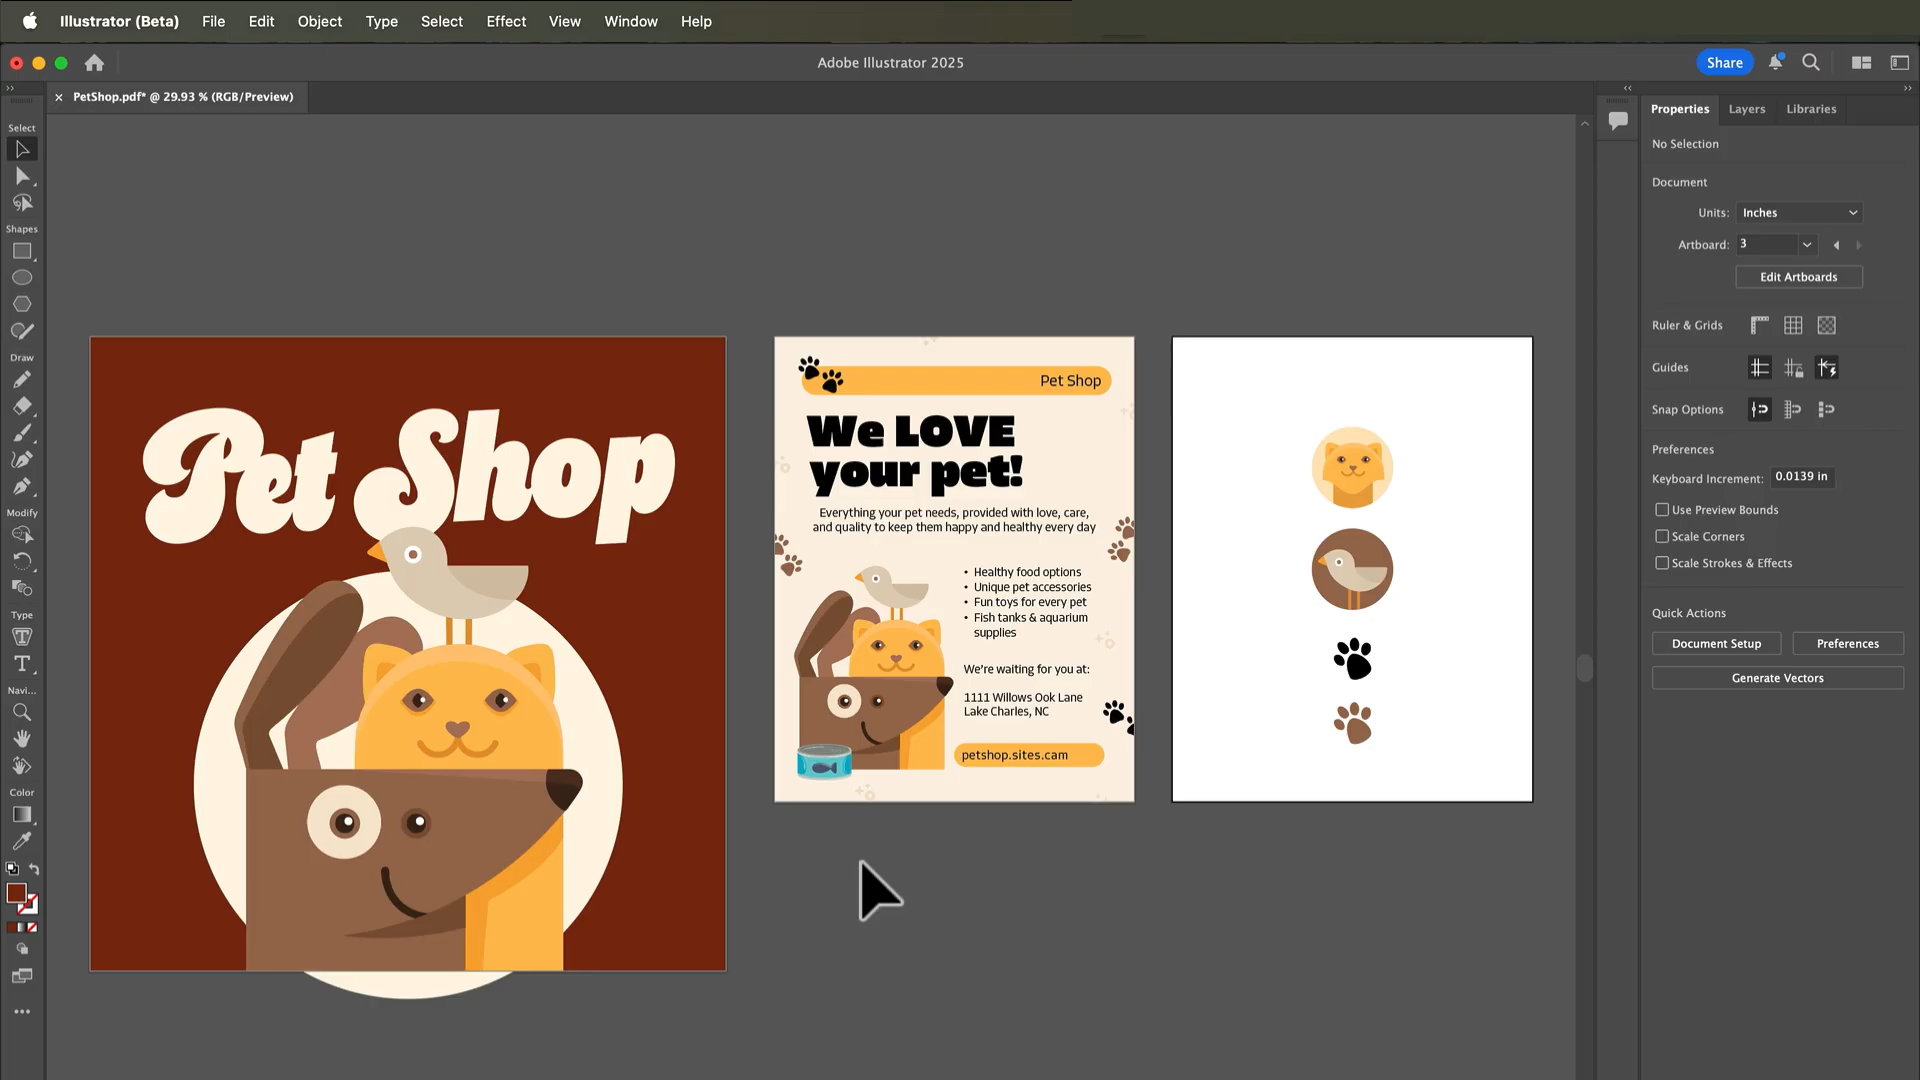 Illustrator (Beta) File Edit Object Type Select Effect View Window Help
Adobe Illustrator 2025
Share
PetShop.pdf* @ 29.93 % (RGB/Preview)
Select
Shapes
Draw
Modify
Type
Navi...
Color
Pet Shop
Pet Shop
We LOVE
your pet!
Everything your pet needs, provided with love, care,
and quality to keep them happy and healthy every day
• Healthy food options
• Unique pet accessories
• Fun toys for every pet
• Fish tanks & aquarium
supplies
We're waiting for you at:
1111 Willows Ook Lane
Lake Charles, NC
petshop.sites.cam
Properties Layers Libraries
No Selection
Document
Units: Inches
Artboard: 3
Edit Artboards
Ruler & Grids
Guides
Snap Options
Preferences
Keyboard Increment: 0.0139 in
Use Preview Bounds
Scale Corners
Scale Strokes & Effects
Quick Actions
Document Setup Preferences
Generate Vectors